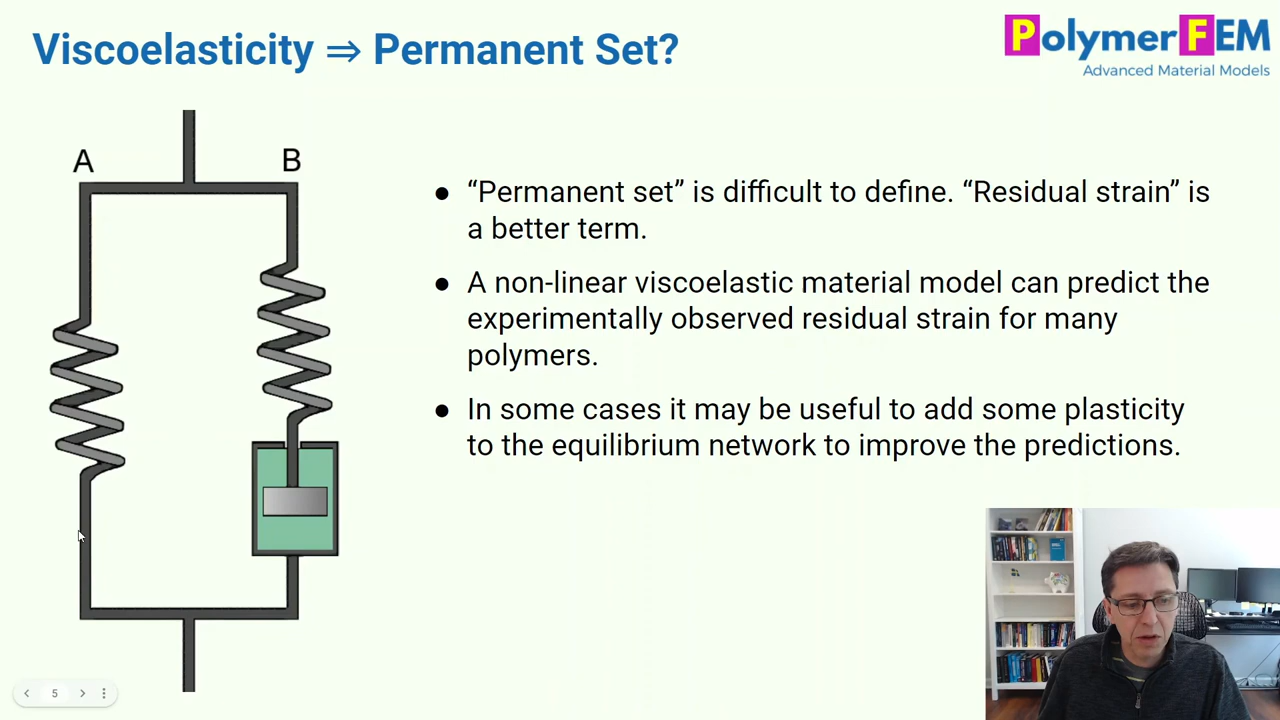 Viscoelasticity ⇒ Permanent Set?
PolymerFEM
Advanced Material Models
A
B
● “Permanent set” is difficult to define. “Residual strain” is
a better term.
● A non-linear viscoelastic material model can predict the
experimentally observed residual strain for many
polymers.
● In some cases it may be useful to add some plasticity
to the equilibrium network to improve the predictions.
5